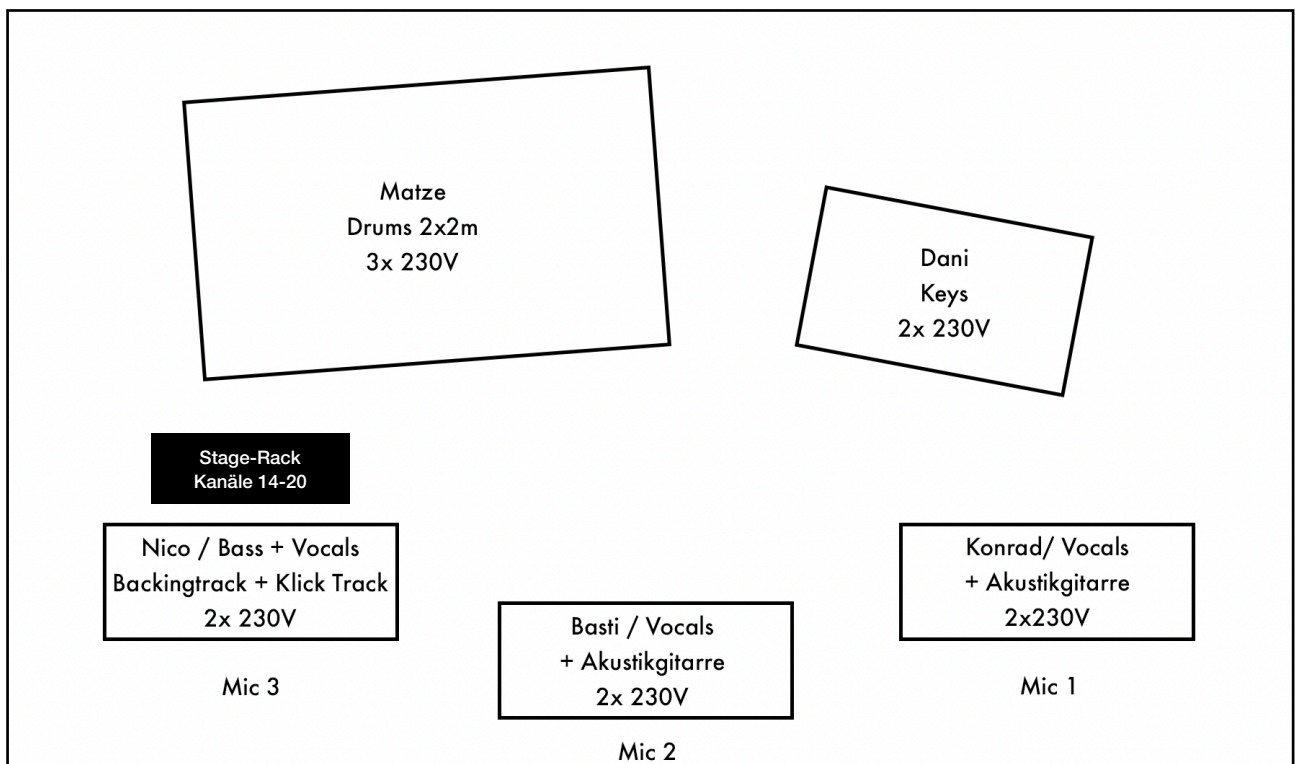 Matze
Drums 2x2m
3x 230V
Dani
Keys
2x 230V
Stage-Rack
Kanäle 14-20
Nico / Bass + Vocals
Backingtrack + Klick Track
2x 230V
Mic 3
Basti / Vocals
+ Akustikgitarre
2x 230V
Mic 2
Konrad/ Vocals
+ Akustikgitarre
2x230V
Mic 1